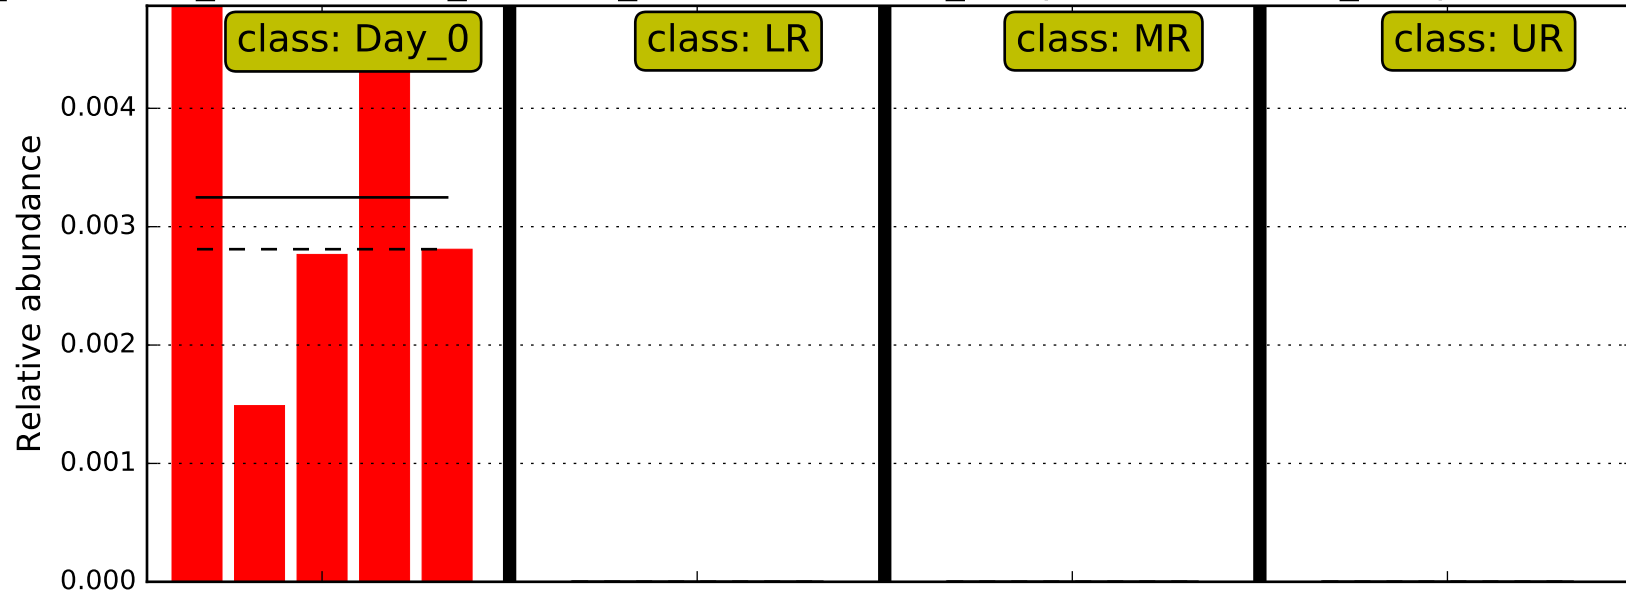 class: Day_0
class: LR
class: MR
class: UR
0.004
0.003
0.002
0.001
0.000
Relative abundance